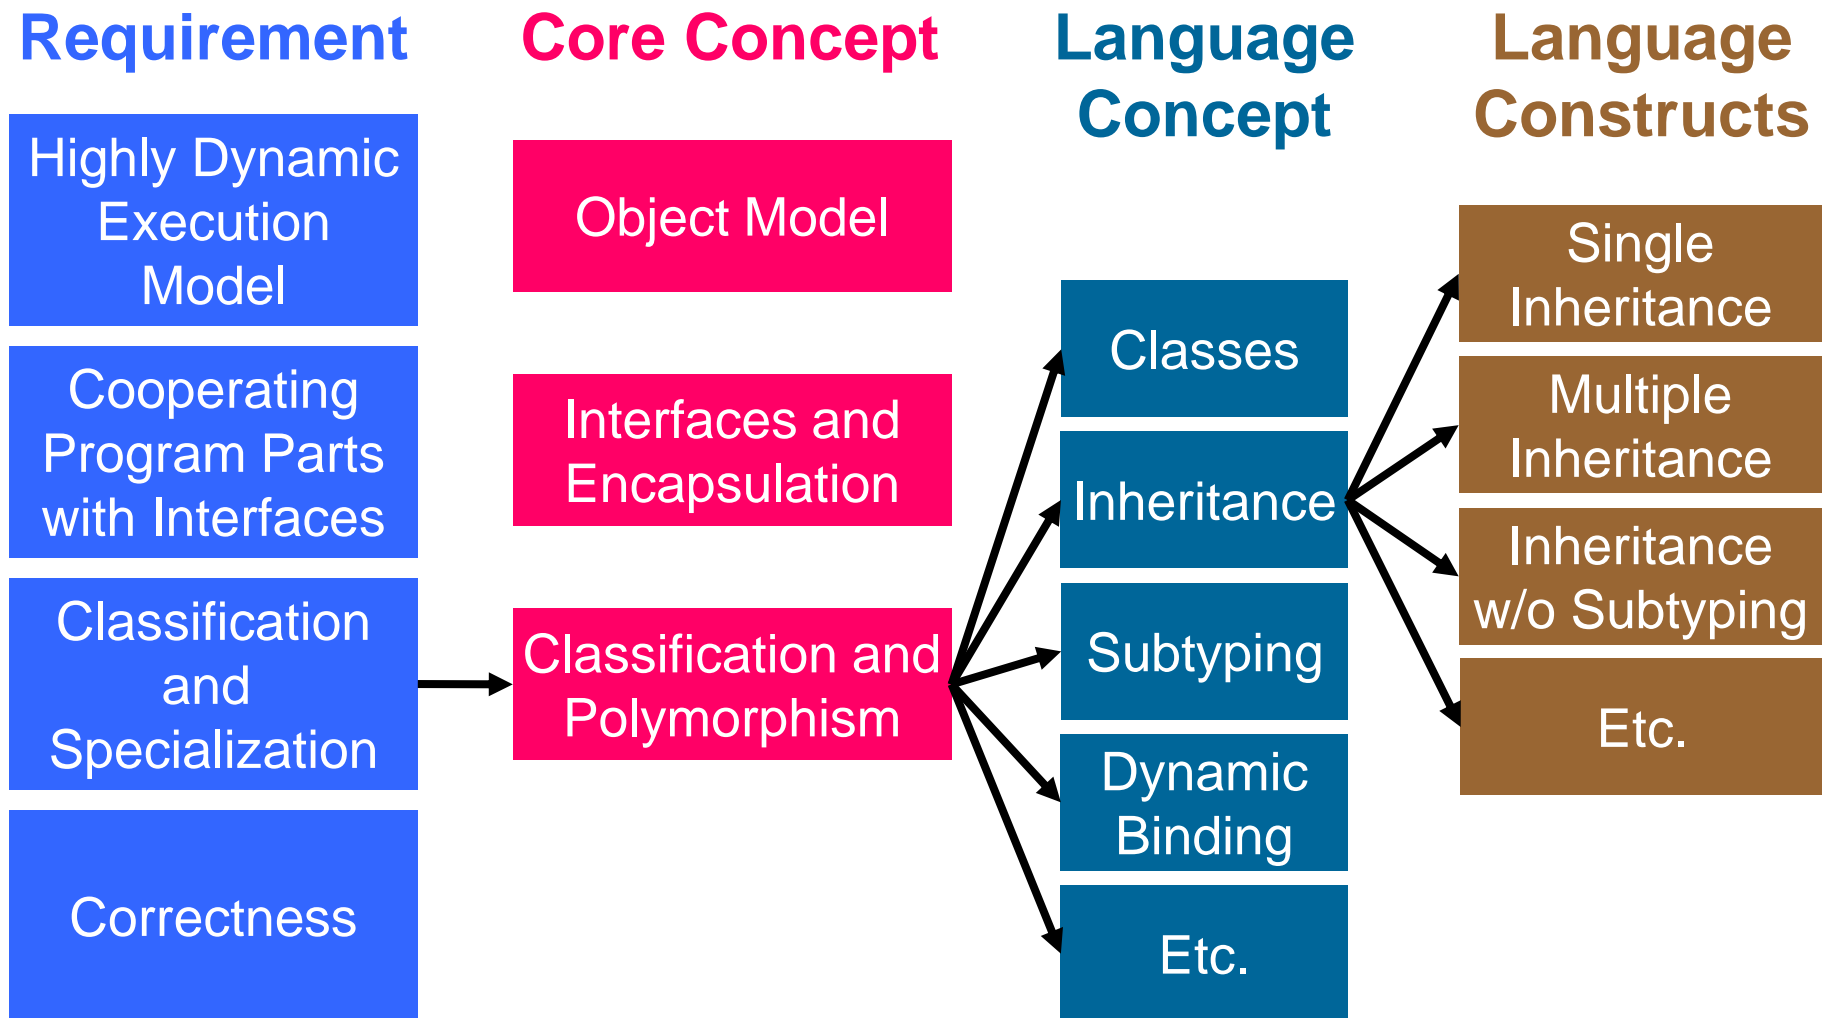 Requirement
Core Concept
Language
Concept
Language
Constructs
Highly Dynamic
Execution
Model
Cooperating
Program Parts
with Interfaces
Classification
and
Specialization
Correctness
Object Model
Interfaces and
Encapsulation
Classification and
Polymorphism
Classes
Inheritance
Subtyping
Dynamic
Binding
Etc.
Single
Inheritance
Multiple
Inheritance
Inheritance
w/o Subtyping
Etc.